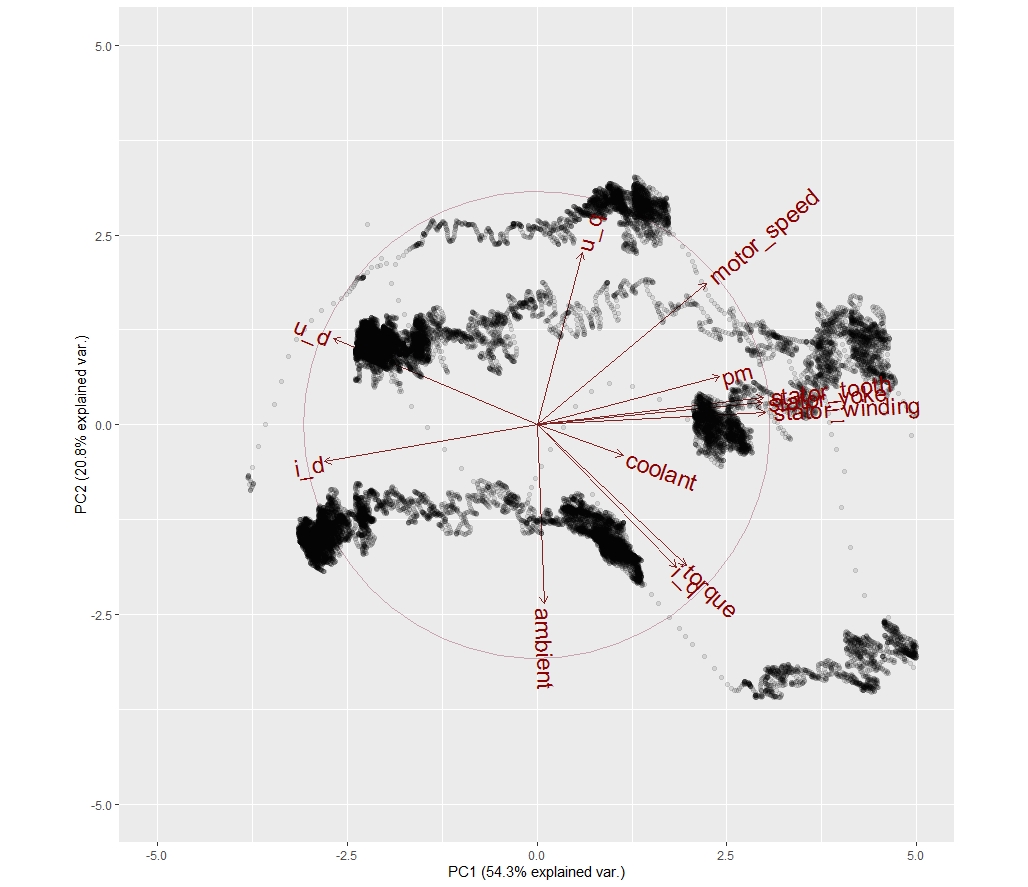 5.0
u_q
motor_speed
2.5
u_d
pm
stator_tooth
stator_yoke
stator_winding
0.0
i_d
coolant
torque
i_q
-2.5
ambient
-5.0
PC2 (20.8% explained var.)
-5.0
-2.5
0.0
2.5
5.0
PC1 (54.3% explained var.)